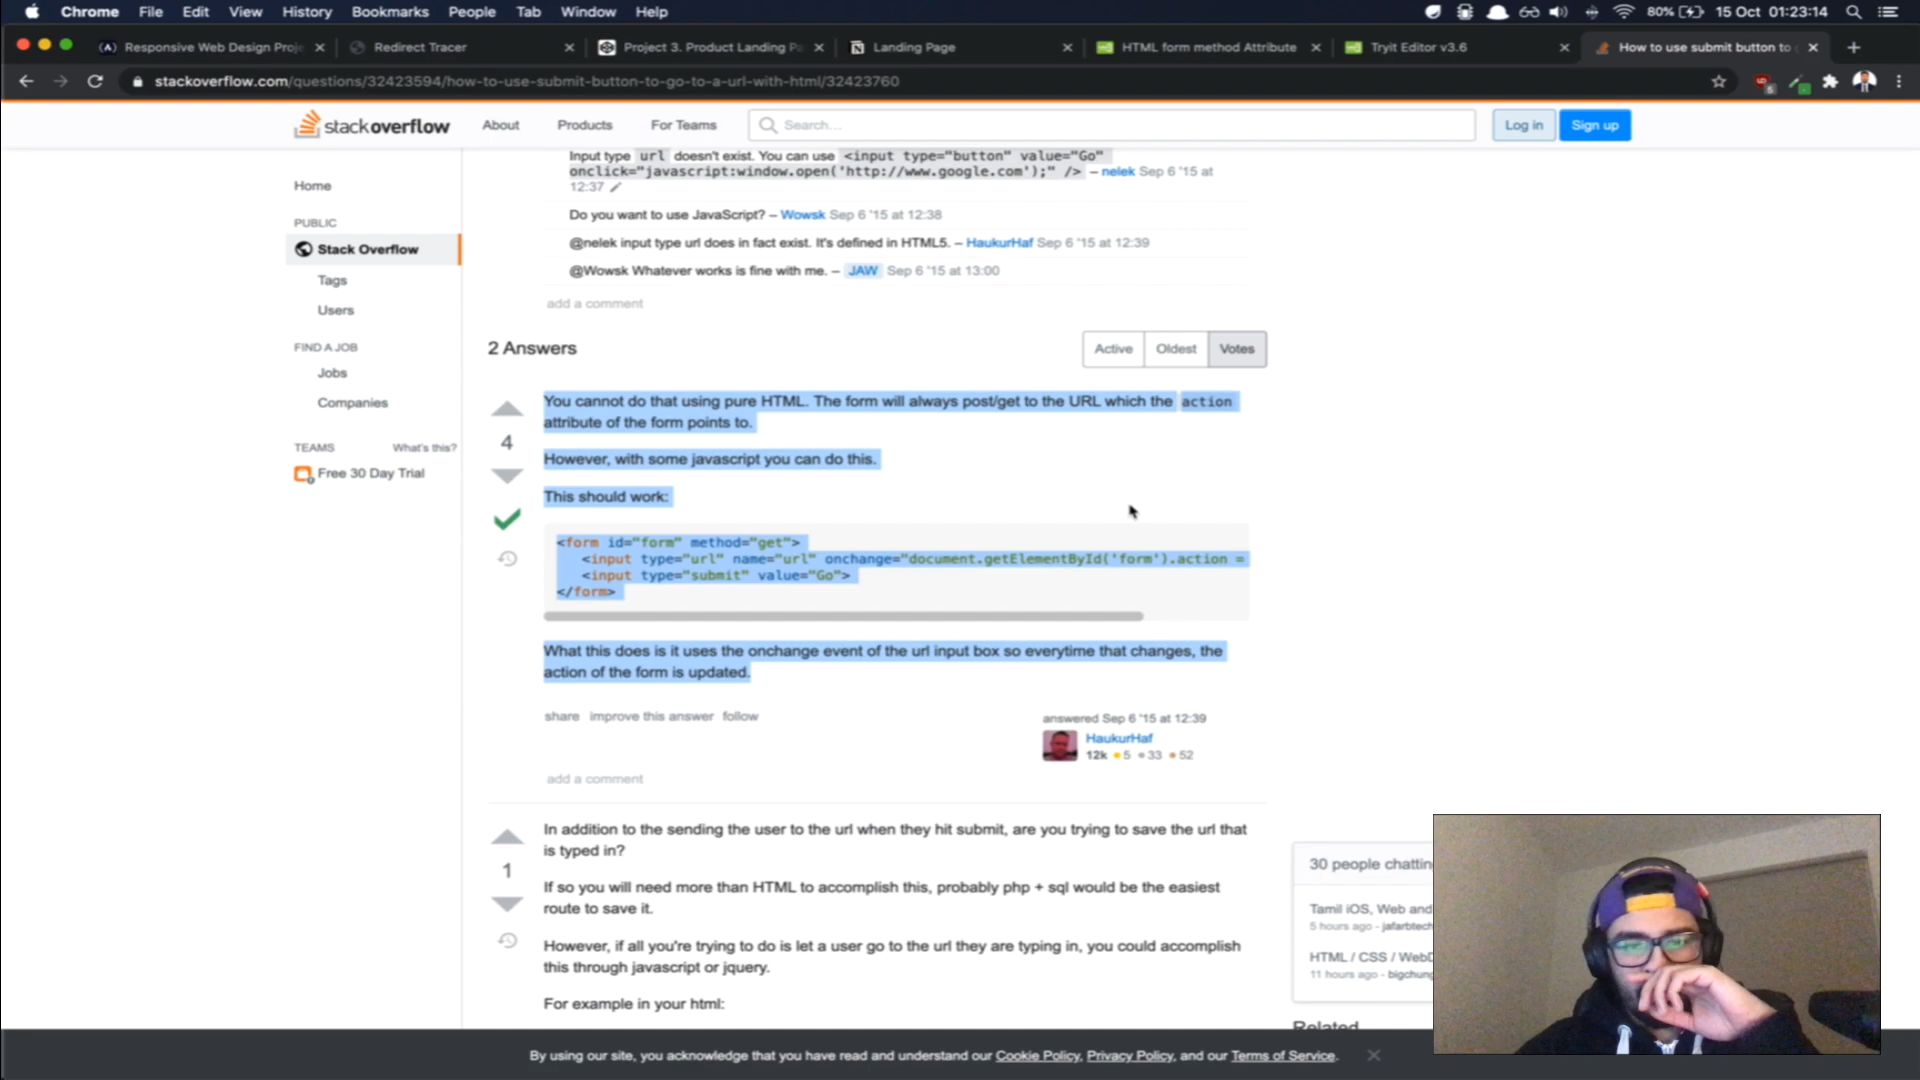 Chrome File Edit View History Bookmarks People Tab Window Help 80% 15 Oct 01:23:14
Responsive Web Design Proje Redirect Tracer Project 3. Product Landing Pa Landing Page HTML form method Attribute Tryit Editor v3.6 How to use submit button to
stackoverflow.com/questions/32423594/how-to-use-submit-button-to-go-to-a-url-with-html/32423760
stackoverflow About Products For Teams Search... Log in Sign up
Home
PUBLIC
Stack Overflow
Tags
Users
FIND A JOB
Jobs
Companies
TEAMS What's this?
Free 30 Day Trial
Input type url doesn't exist. You can use <input type="button" value="Go"
onclick="javascript:window.open('http://www.google.com');" /> – nelek Sep 6 '15 at
12:37
Do you want to use JavaScript? – Wowsk Sep 6 '15 at 12:38
@nelek input type url does in fact exist. It's defined in HTML5. – HaukurHaf Sep 6 '15 at 12:39
@Wowsk Whatever works is fine with me. – JAW Sep 6 '15 at 13:00
add a comment
2 Answers Active Oldest Votes
4
You cannot do that using pure HTML. The form will always post/get to the URL which the action
attribute of the form points to.
However, with some javascript you can do this.
This should work:
<form id="form" method="get">
<input type="url" name="url" onchange="document.getElementById('form').action =
<input type="submit" value="Go">
</form>
What this does is it uses the onchange event of the url input box so everytime that changes, the
action of the form is updated.
share improve this answer follow
answered Sep 6 '15 at 12:39
HaukurHaf
12k 5 33 52
add a comment
1
In addition to the sending the user to the url when they hit submit, are you trying to save the url that
is typed in?
If so you will need more than HTML to accomplish this, probably php + sql would be the easiest
route to save it.
However, if all you're trying to do is let a user go to the url they are typing in, you could accomplish
this through javascript or jquery.
For example in your html:
30 people chatting
Tamil iOS, Web and
5 hours ago - jafarbtech
HTML / CSS / WebD
11 hours ago - bigchung
Related
By using our site, you acknowledge that you have read and understand our Cookie Policy, Privacy Policy, and our Terms of Service.